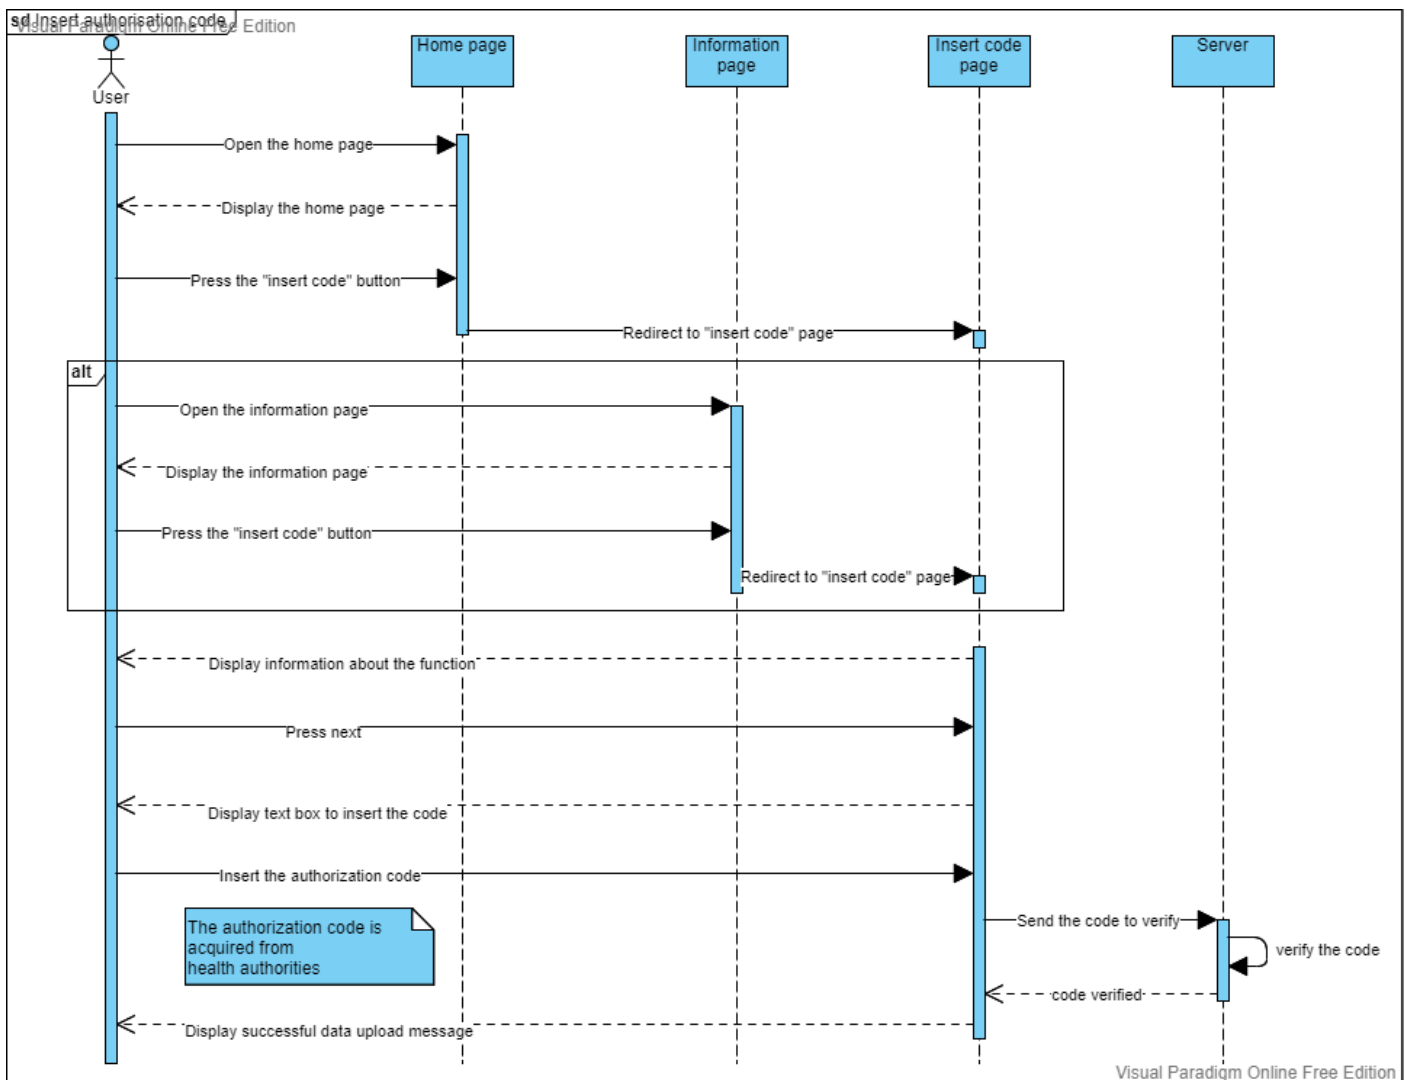 sd Insert authorisation code
Visual Paradigm Online Free Edition
User
Home page
Information
page
Insert code
page
Server
Open the home page
Display the home page
Press the "insert code" button
Redirect to "insert code" page
alt
Open the information page
Display the information page
Press the "insert code" button
Redirect to "insert code" page
Display information about the function
Press next
Display text box to insert the code
Insert the authorization code
The authorization code is
acquired from
health authorities
Send the code to verify
verify the code
code verified
Display successful data upload message
Visual Paradigm Online Free Edition